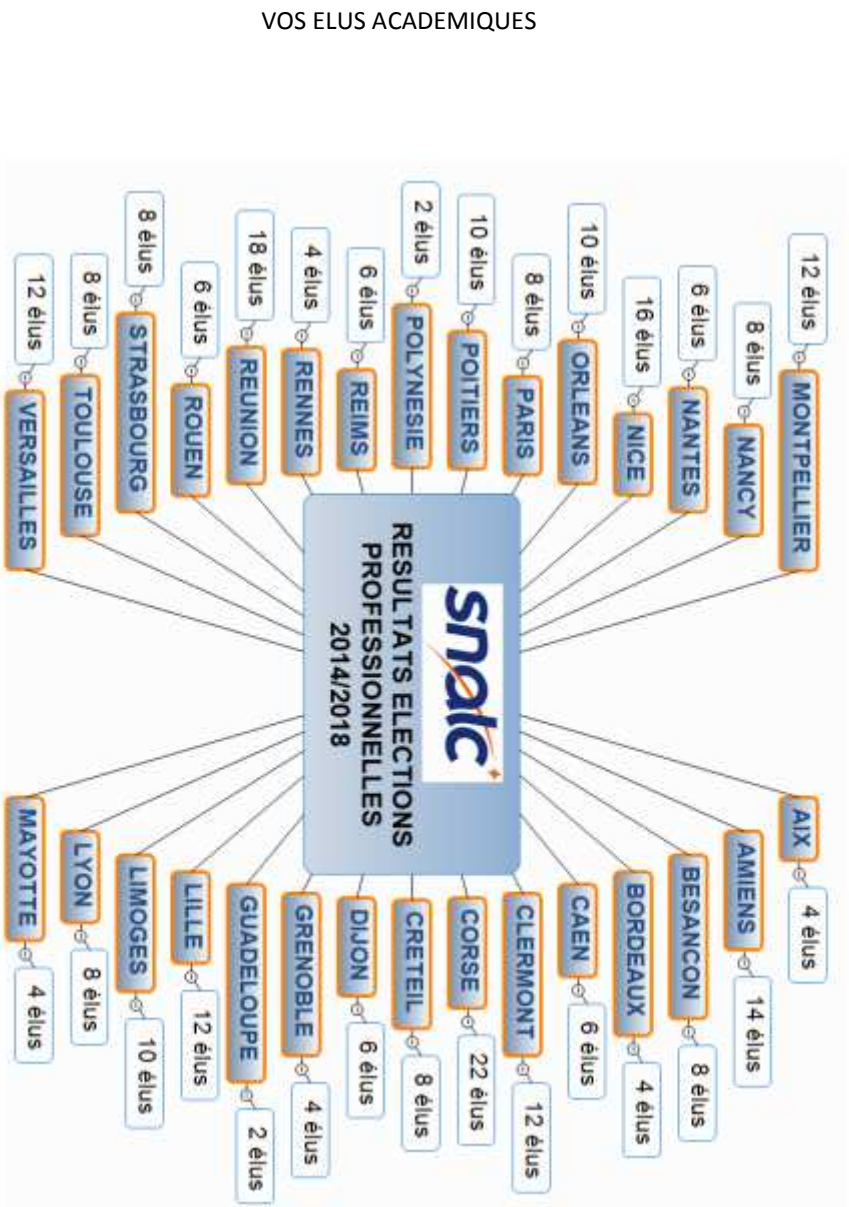 VOS ELUS ACADEMIQUES
snalc
RESULTATS ELECTIONS
PROFESSIONNELLES
2014/2018
AIX
4 élus
AMIENS
14 élus
BESANCON
8 élus
BORDEAUX
4 élus
CAEN
6 élus
CLERMONT
12 élus
CORSE
22 élus
CRETEIL
8 élus
DIJON
6 élus
GRENOBLE
4 élus
GUADELOUPE
2 élus
LILLE
12 élus
LIMOGES
10 élus
LYON
8 élus
MAYOTTE
4 élus
12 élus
MONTPELLIER
8 élus
NANCY
6 élus
NANTES
16 élus
NICE
10 élus
ORLEANS
8 élus
PARIS
10 élus
POITIERS
2 élus
POLYNESIE
6 élus
REIMS
4 élus
RENNES
18 élus
REUNION
6 élus
ROUEN
8 élus
STRASBOURG
8 élus
TOULOUSE
12 élus
VERSAILLES